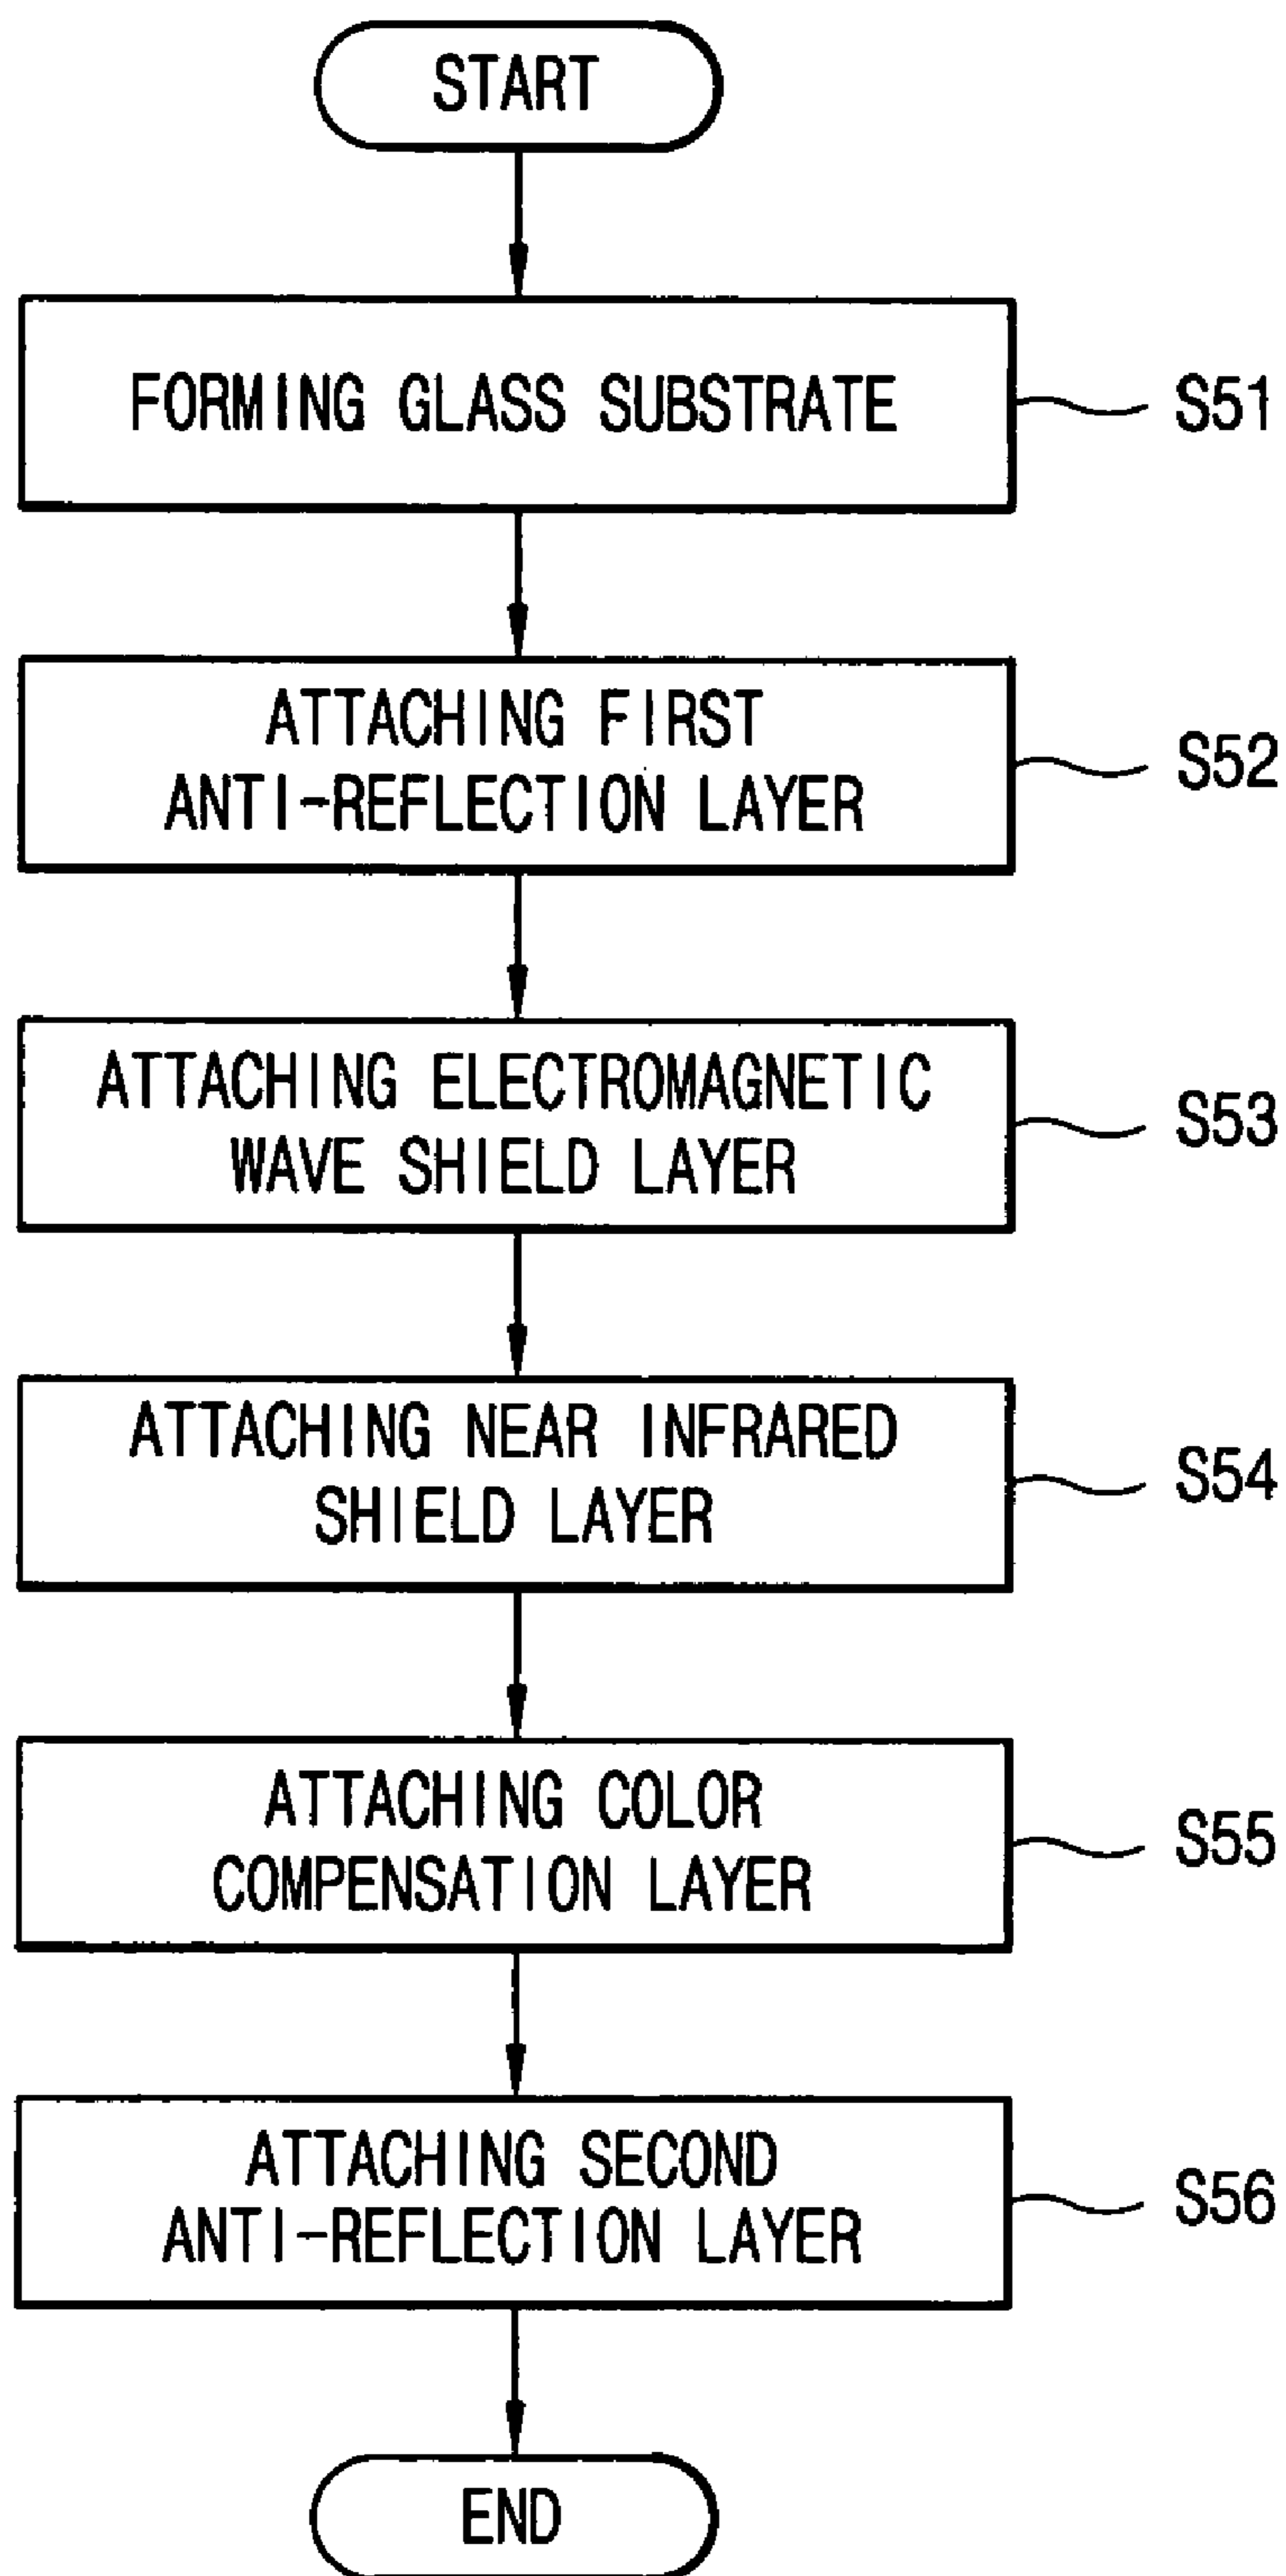 START
FORMING GLASS SUBSTRATE
S51
ATTACHING FIRST
ANTI-REFLECTION LAYER
S52
ATTACHING ELECTROMAGNETIC
WAVE SHIELD LAYER
S53
ATTACHING NEAR INFRARED
SHIELD LAYER
S54
ATTACHING COLOR
COMPENSATION LAYER
S55
ATTACHING SECOND
ANTI-REFLECTION LAYER
S56
END